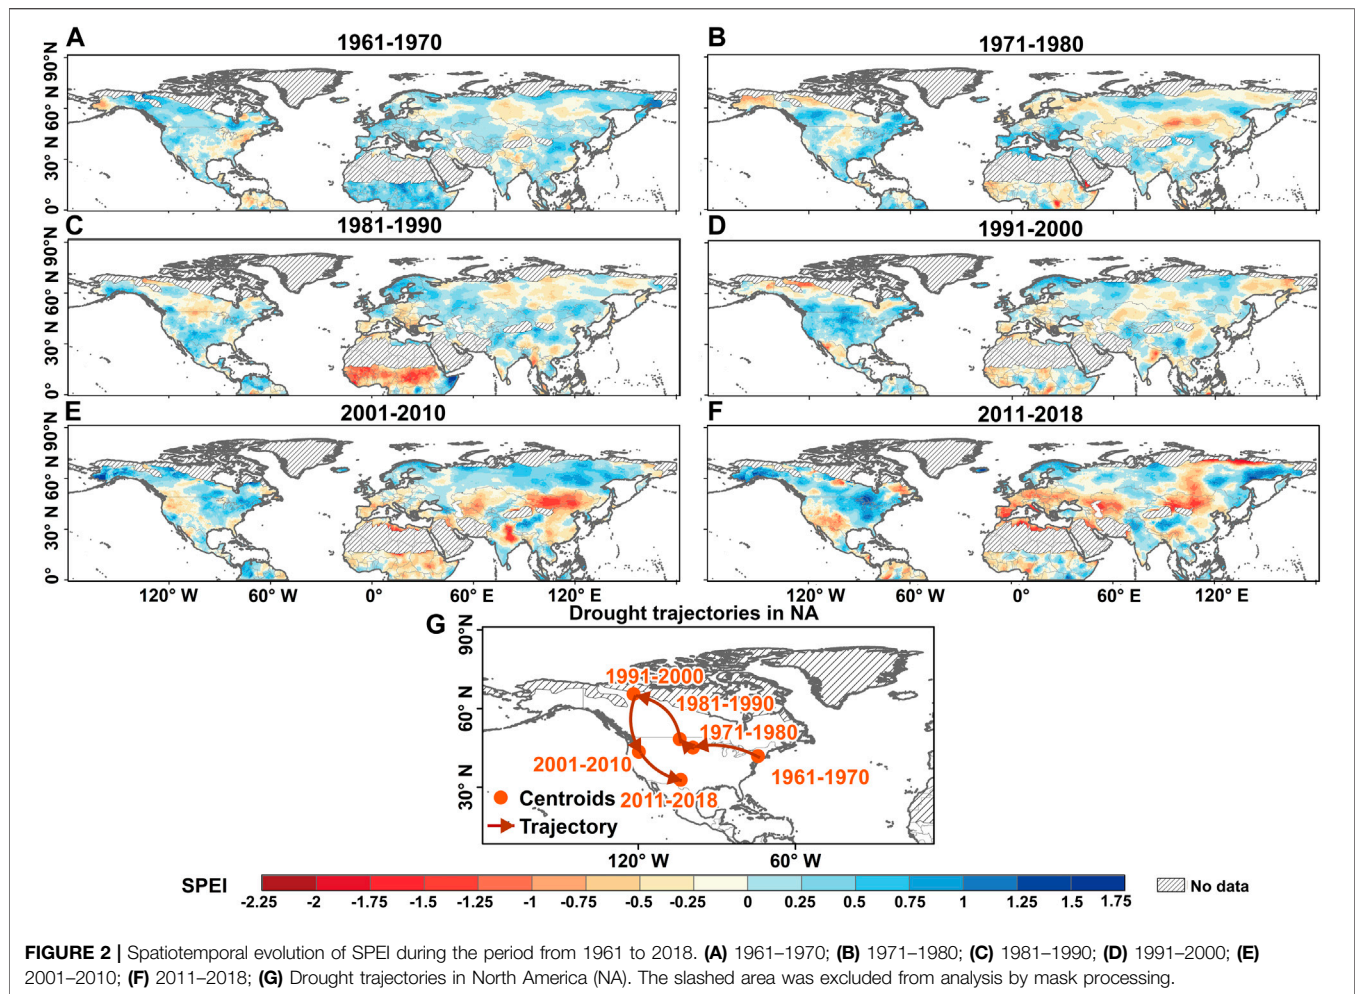 A
1961-1970
B
1971-1980
90°N
60° N
30° N
0°
C
1981-1990
D
1991-2000
90°N
60° N
30° N
0°
E
2001-2010
F
2011-2018
90°N
60° N
30° N
0°
120° W 60° W 0° 60° E 120° E
120° W 60° W 0° 60° E 120° E
Drought trajectories in NA
G
90°N
60° N
30° N
1991-2000
1981-1990
1971-1980
2001-2010
1961-1970
2011-2018
Centroids
Trajectory
120° W 60° W
SPEI
-2.25 -2 -1.75 -1.5 -1.25 -1 -0.75 -0.5 -0.25 0 0.25 0.5 0.75 1 1.25 1.5 1.75
No data
FIGURE 2 | Spatiotemporal evolution of SPEI during the period from 1961 to 2018. (A) 1961–1970; (B) 1971–1980; (C) 1981–1990; (D) 1991–2000; (E)
2001–2010; (F) 2011–2018; (G) Drought trajectories in North America (NA). The slashed area was excluded from analysis by mask processing.